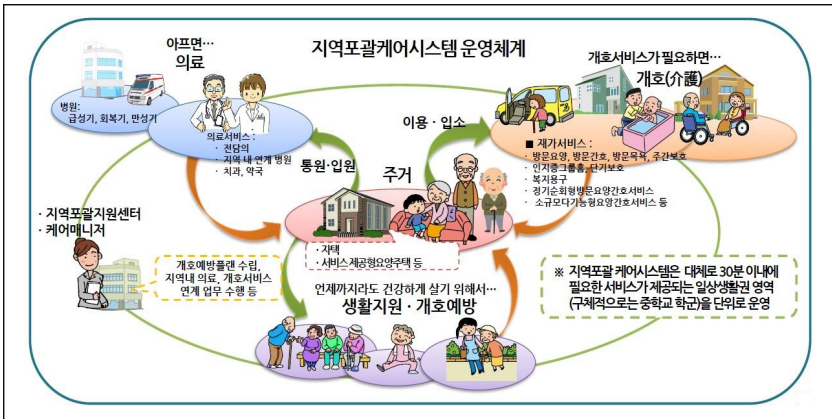 지역포괄케어시스템 운영체계
아프면…
의료
병원:
급성기, 회복기, 만성기
의료서비스 :
· 전담의
· 지역 내 연계 병원
· 치과, 약국
통원·입원
이용 · 입소
개호서비스가 필요하면…
개호(介護)
■ 재가서비스 :
· 방문요양, 방문간호, 방문목욕, 주간보호
· 인지증그룹홈, 단기보호
· 복지용구
· 정기순회형방문요양간호서비스
· 소규모다기능형요양간호서비스 등
주거
· 자택
· 서비스제공형요양주택 등
· 지역포괄지원센터
· 케어매니저
개호예방플랜 수립,
지역내 의료, 개호서비스
연계 업무 수행 등
언제까지라도 건강하게 살기 위해서…
생활지원 · 개호예방
※ 지역포괄 케어시스템은 대체로 30분 이내에
필요한 서비스가 제공되는 일상생활권 영역
(구체적으로는 중학교 학군)을 단위로 운영